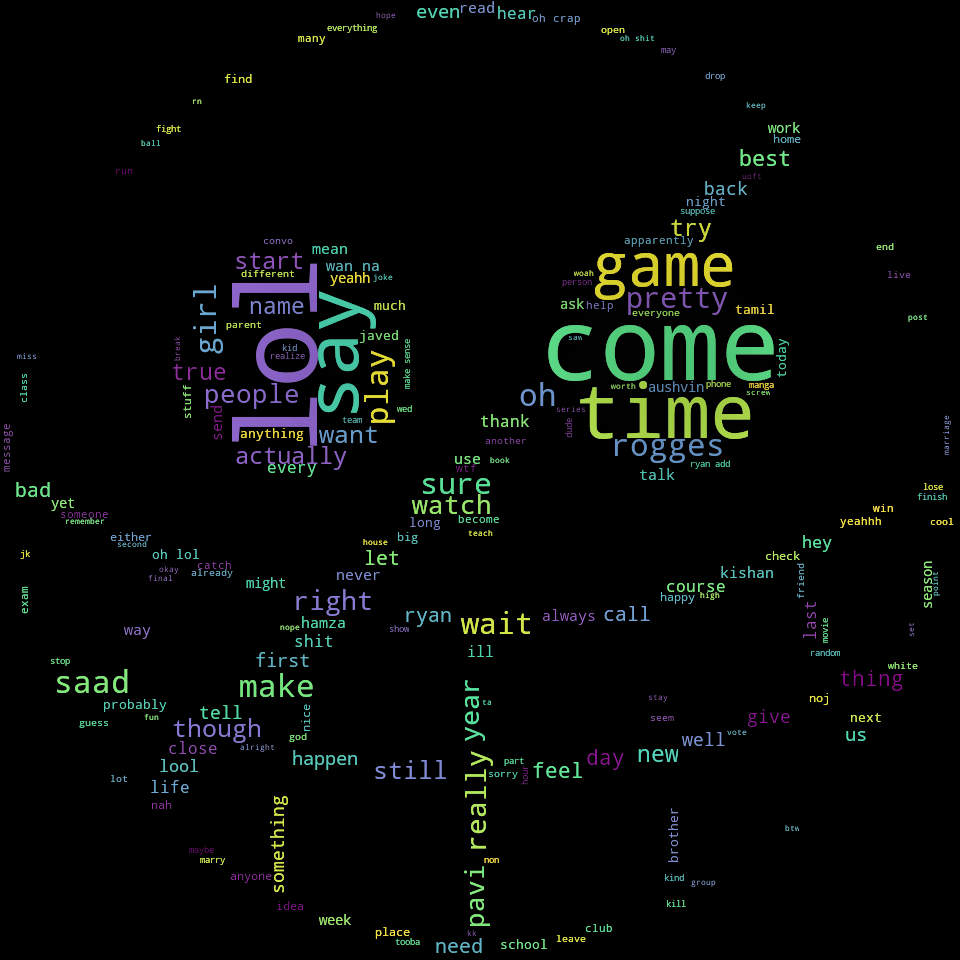 hope
even
read
hear
oh crap
everything
many
open
oh shit
may
find
drop
rn
keep
fight
work
ball
home
best
run
uoft
back
night
suppose
try
convo
mean
apparently
end
start
wan na
woah
game
live
different
yeahh
joke
person
pretty
lol
say
girl
name
much
ask
help
everyone
tamil
post
parent
javed
come
saw
today
break
kid
realize
make sense
miss
true
play
class
stuff
people
wed
oh
worth
aushvin
phone
manga
screw
send
team
series
time
dude
thank
marriage
message
anything
want
another
rogges
actually
every
use
book
wtf
talk
ryan add
bad
sure
lose
finish
yet
watch
win
someone
remember
long
become
yeahhh
cool
either
second
house
big
teach
hey
jk
oh lol
let
check
okay
final
catch
already
never
kishan
friend
season
point
exam
might
course
happy
high
right
ryan
wait
always
call
last
movie
set
way
nope
hamza
show
shit
ill
random
stop
first
white
saad
make
thing
year
ta
stay
noj
probably
guess
fun
tell
nice
seem
give
next
though
god
vote
us
close
alright
well
lool
happen
still
really
part
sorry
hour
feel
day
new
lot
life
nah
something
brother
btw
maybe
marry
non
anyone
pavi
kind
group
idea
kill
week
place
tooba
kk
need
school
leave
club